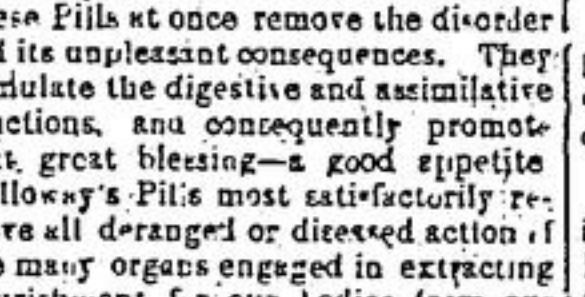 ese Pills at once remove the disorder
d its unpleasant consequences. They
dulate the digestive and assimilative
nctions, and consequently promote
at great blessing—a good appetite
lloway's Pills most satisfactorily re-
ve all deranged or diseased action of
e many organs engaged in extracting